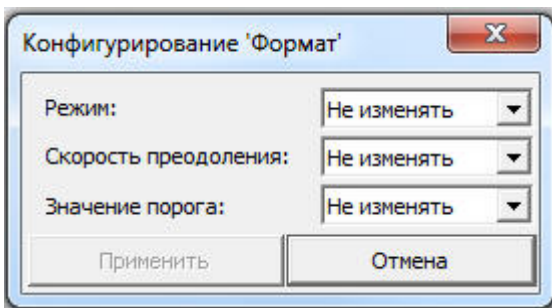 Конфигурирование 'Формат'
Режим: Не изменять
Скорость преодоления: Не изменять
Значение порога: Не изменять
Применить Отмена